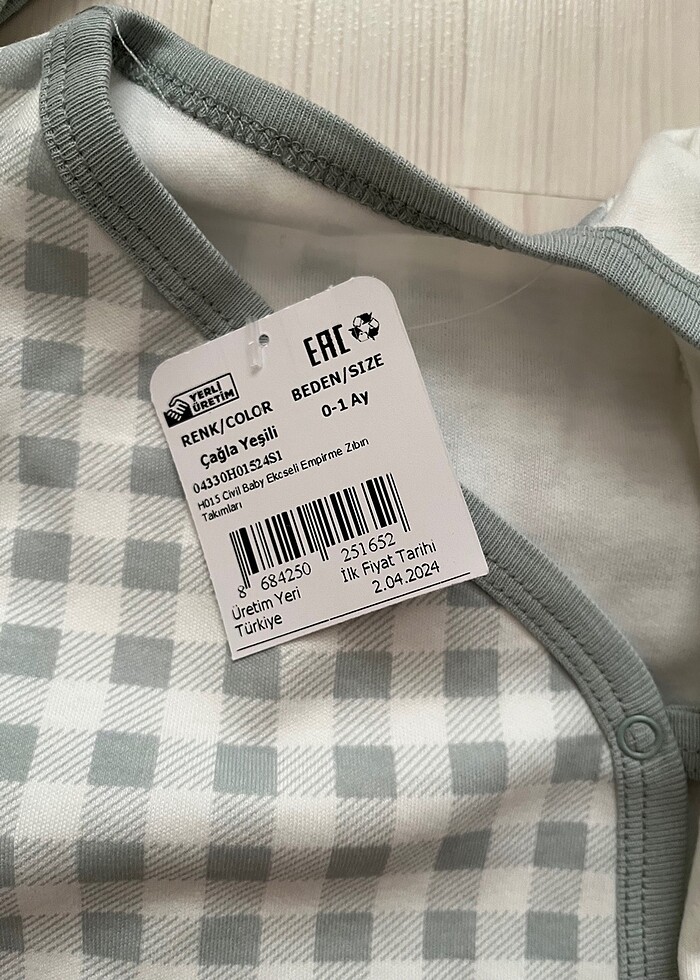 EAC
YERLİ
ÜRETİM
RENK/COLOR
Çağla Yeşili
BEDEN/SIZE
0-1 Ay
04330H01524S1
H015 Civil Baby Ekoseli Empirme Zıbın
Takımları
8 684250 251652
Üretim Yeri
Türkiye
İlk Fiyat Tarihi
2.04.2024